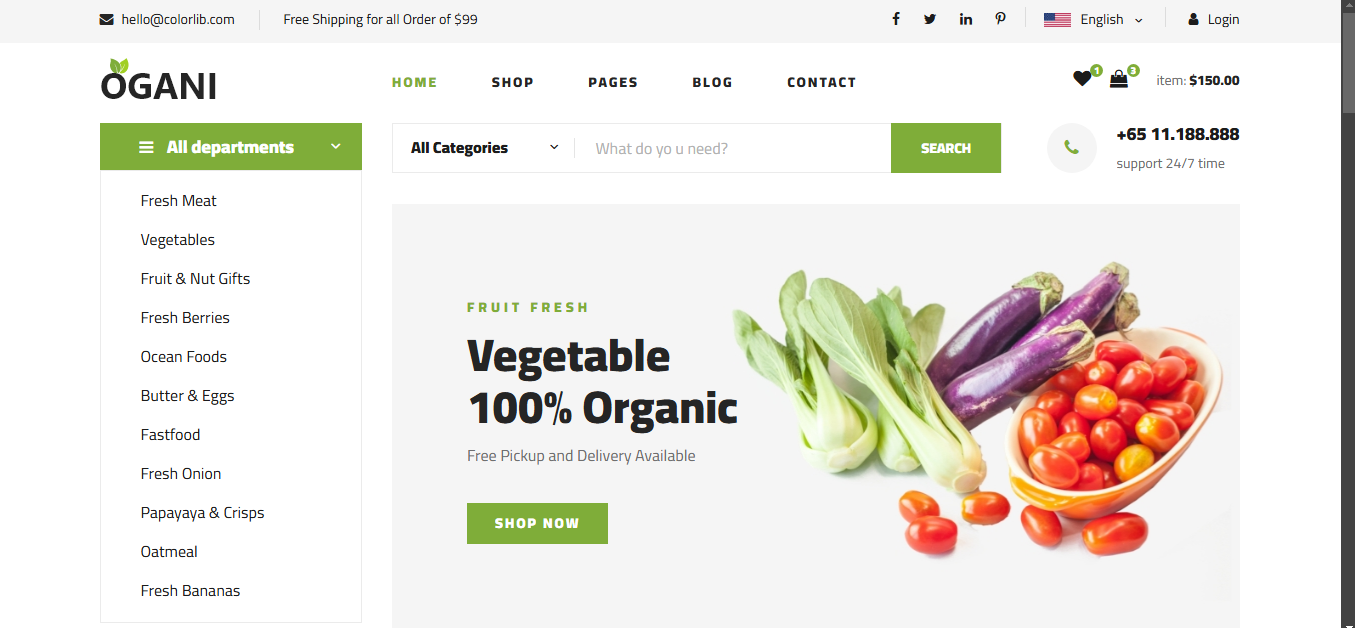 hello@colorlib.com
Free Shipping for all Order of $99
English
Login
OGANI
HOME
SHOP
PAGES
BLOG
CONTACT
1
3
item: $150.00
All departments
All Categories
What do yo u need?
SEARCH
+65 11.188.888
support 24/7 time
Fresh Meat
Vegetables
Fruit & Nut Gifts
Fresh Berries
Ocean Foods
Butter & Eggs
Fastfood
Fresh Onion
Papayaya & Crisps
Oatmeal
Fresh Bananas
FRUIT FRESH
Vegetable
100% Organic
Free Pickup and Delivery Available
SHOP NOW